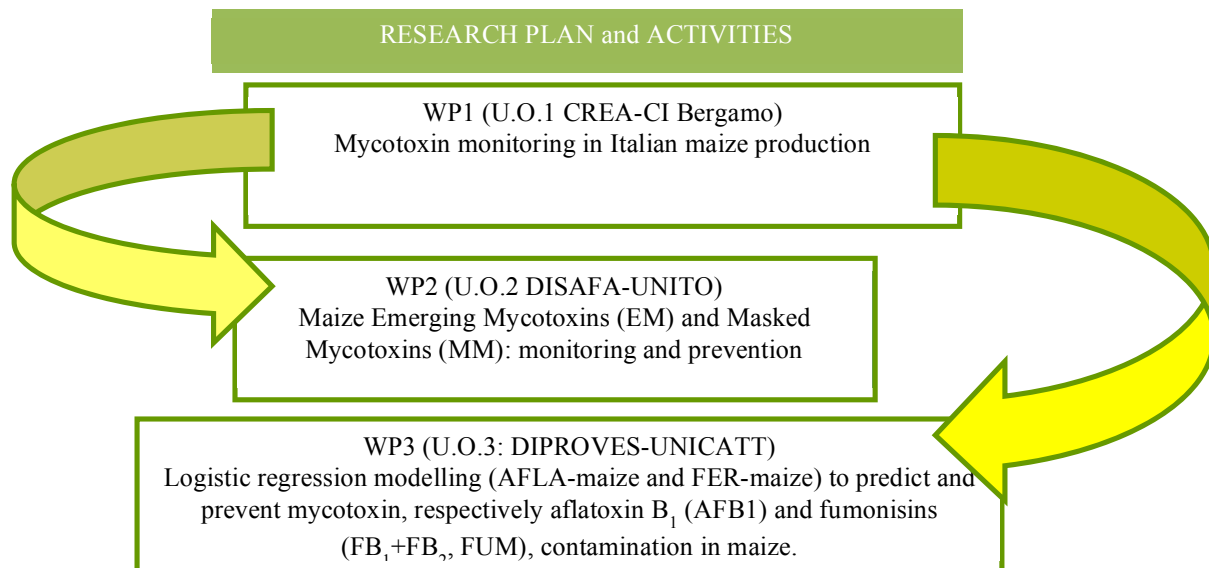 RESEARCH PLAN and ACTIVITIES
WP1 (U.O.1 CREA-CI Bergamo)
Mycotoxin monitoring in Italian maize production
WP2 (U.O.2 DISAFA-UNITO)
Maize Emerging Mycotoxins (EM) and Masked
Mycotoxins (MM): monitoring and prevention
WP3 (U.O.3: DIPROVES-UNICATT)
Logistic regression modelling (AFLA-maize and FER-maize) to predict and
prevent mycotoxin, respectively aflatoxin B₁ (AFB1) and fumonisins
(FB₁+FB₂, FUM), contamination in maize.